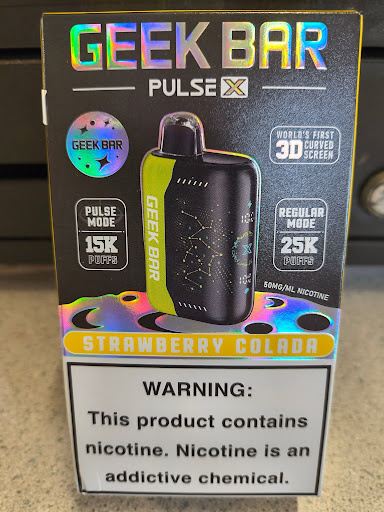 GEEK BAR
PULSE X
GEEK BAR
WORLD'S FIRST
3D CURVED SCREEN
PULSE MODE
15K
PUFFS
GEEK BAR
REGULAR MODE
25K
PUFFS
50MG/ML NICOTINE
STRAWBERRY COLADA
WARNING:
This product contains
nicotine. Nicotine is an
addictive chemical.